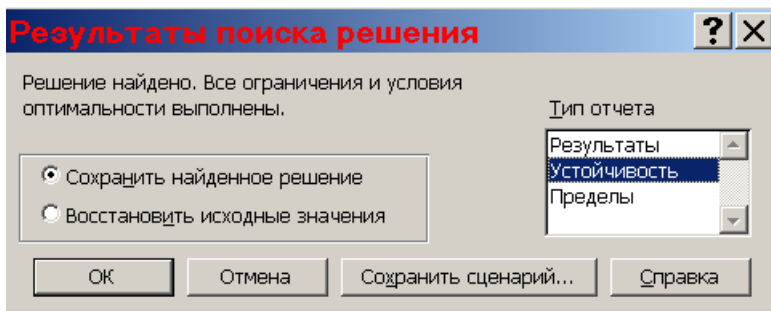 Результаты поиска решения
? X
Решение найдено. Все ограничения и условия
оптимальности выполнены.
Тип отчета
Результаты
Устойчивость
Пределы
Сохранить найденное решение
Восстановить исходные значения
ОК
Отмена
Сохранить сценарий...
Справка